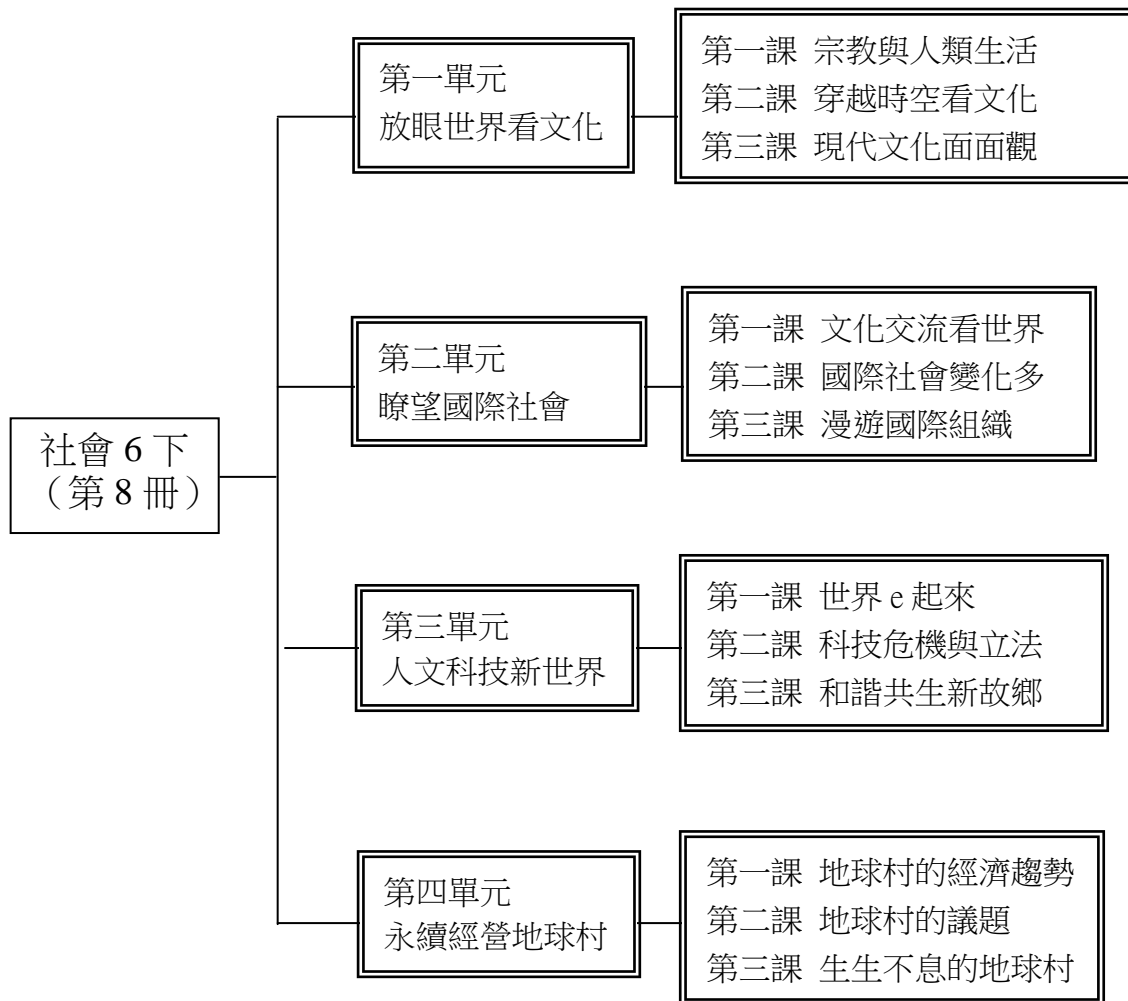 社會 6 下
（第 8 冊）
第一單元
放眼世界看文化
第一課 宗教與人類生活
第二課 穿越時空看文化
第三課 現代文化面面觀
第二單元
瞭望國際社會
第一課 文化交流看世界
第二課 國際社會變化多
第三課 漫遊國際組織
第三單元
人文科技新世界
第一課 世界 e 起來
第二課 科技危機與立法
第三課 和諧共生新故鄉
第四單元
永續經營地球村
第一課 地球村的經濟趨勢
第二課 地球村的議題
第三課 生生不息的地球村